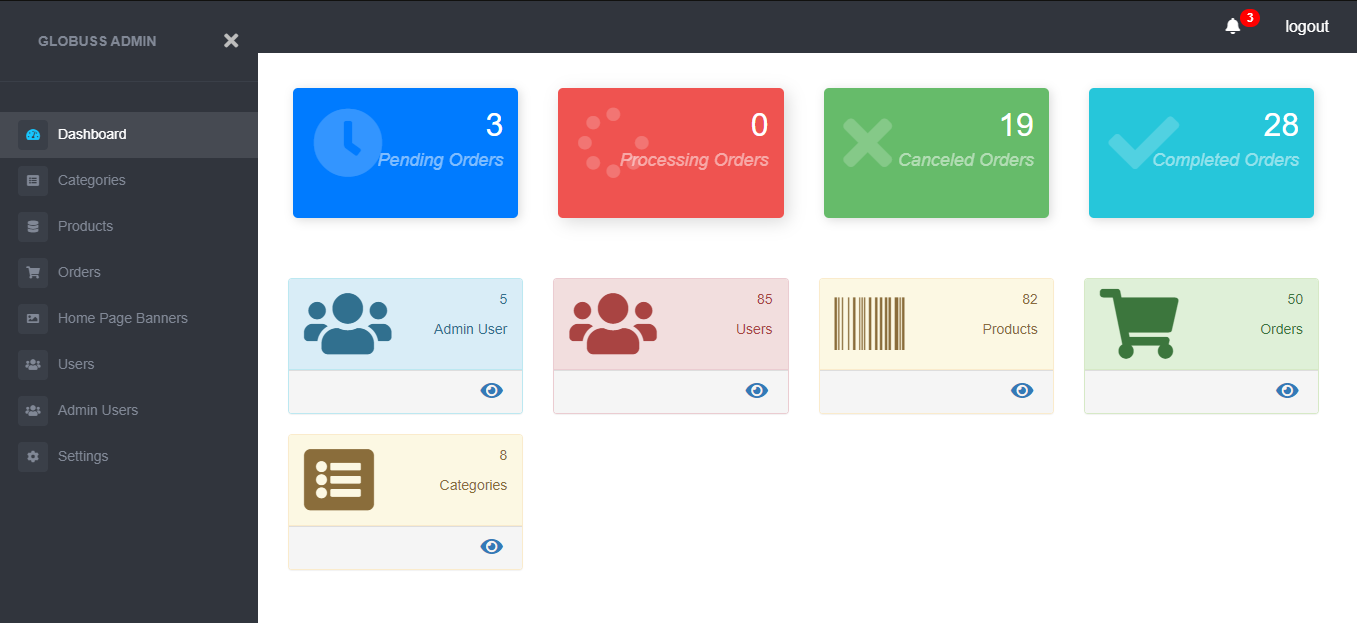 GLOBUSS ADMIN
3
logout
Dashboard
Categories
Products
Orders
Home Page Banners
Users
Admin Users
Settings
3
Pending Orders
0
Processing Orders
19
Canceled Orders
28
Completed Orders
5
Admin User
85
Users
82
Products
50
Orders
8
Categories